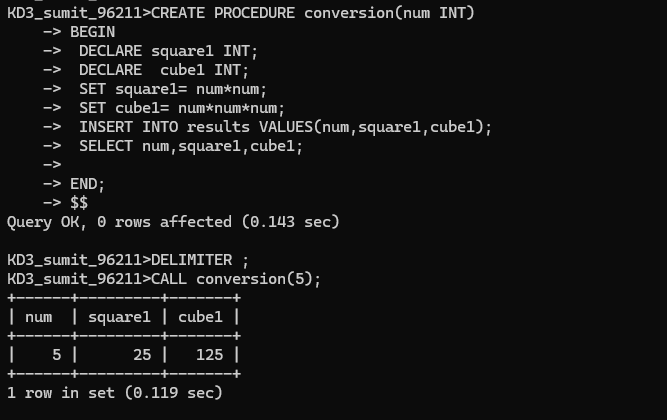 KD3_sumit_96211>CREATE PROCEDURE conversion(num INT)
    -> BEGIN
    ->  DECLARE square1 INT;
    ->  DECLARE  cube1 INT;
    ->  SET square1= num*num;
    ->  SET cube1= num*num*num;
    ->  INSERT INTO results VALUES(num,square1,cube1);
    ->  SELECT num,square1,cube1;
    ->
    -> END;
    -> $$
Query OK, 0 rows affected (0.143 sec)

KD3_sumit_96211>DELIMITER ;
KD3_sumit_96211>CALL conversion(5);
+------+---------+-------+
| num  | square1 | cube1 |
+------+---------+-------+
|    5 |      25 |   125 |
+------+---------+-------+
1 row in set (0.119 sec)